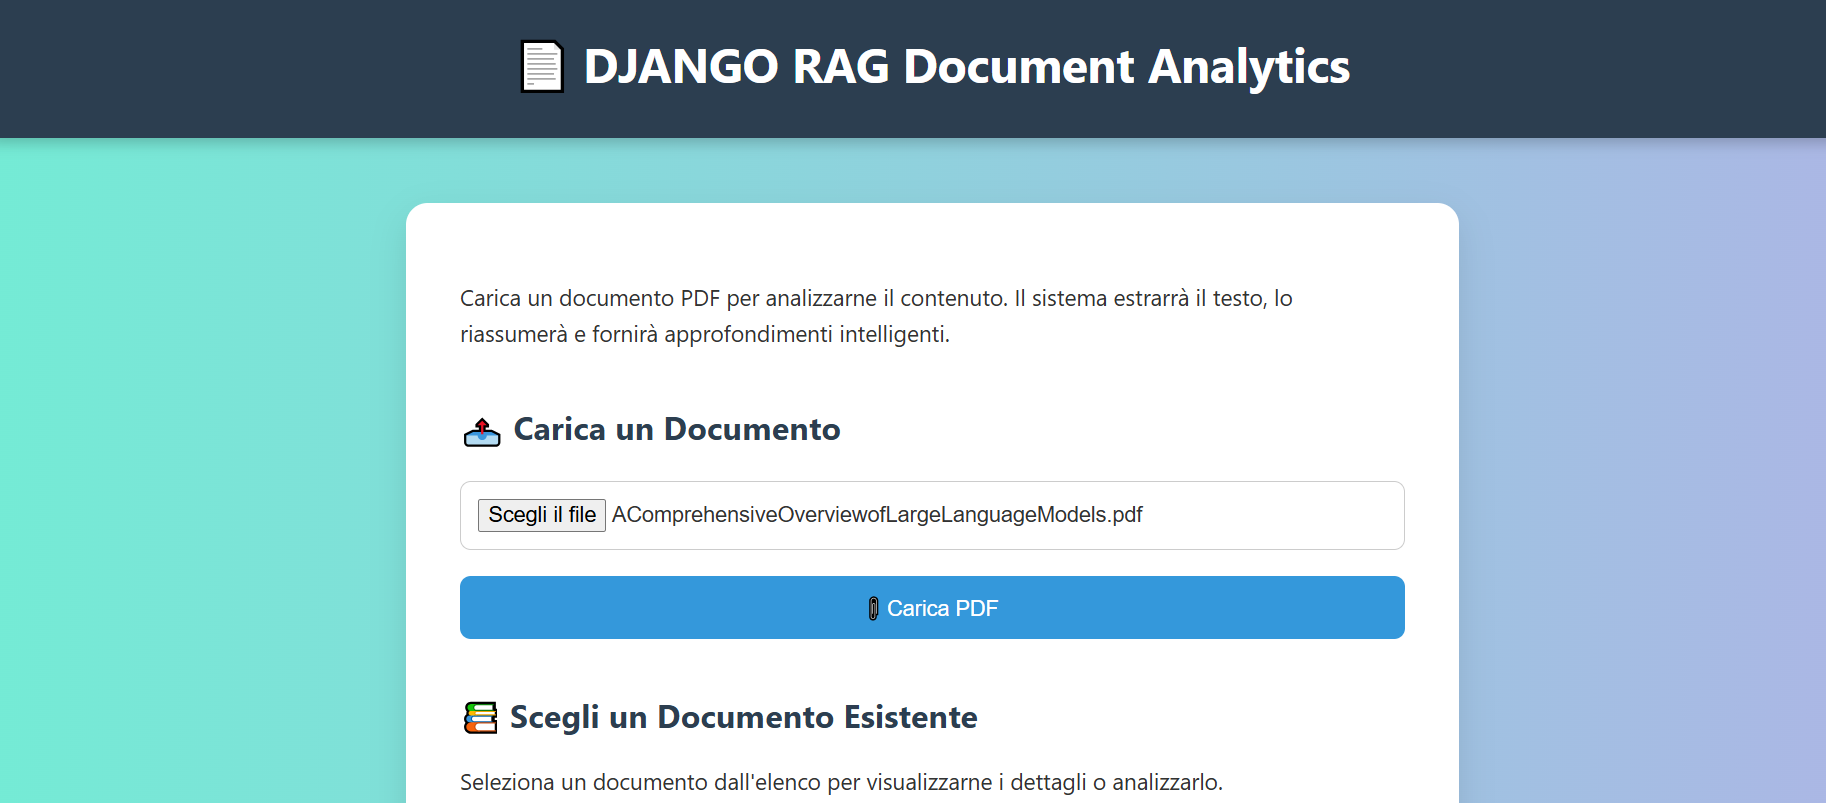 DJANGO RAG Document Analytics
Carica un documento PDF per analizzarne il contenuto. Il sistema estrarrà il testo, lo
riassumerà e fornirà approfondimenti intelligenti.
Carica un Documento
Scegli il file AComprehensiveOverviewofLargeLanguageModels.pdf
Carica PDF
Scegli un Documento Esistente
Seleziona un documento dall'elenco per visualizzarne i dettagli o analizzarlo.